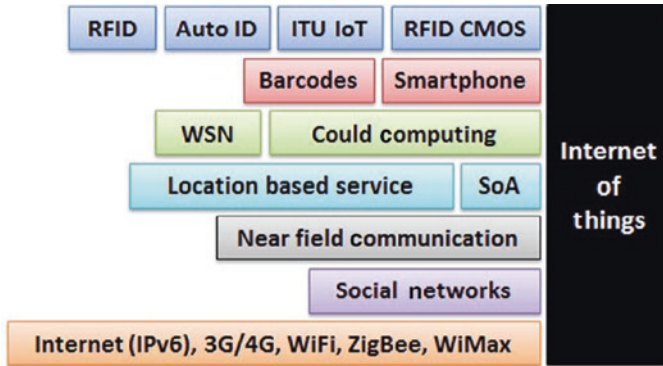 RFID Auto ID ITU IoT RFID CMOS
Barcodes Smartphone
WSN Could computing
Location based service SoA
Near field communication
Social networks
Internet (IPv6), 3G/4G, WiFi, ZigBee, WiMax
Internet
of
things